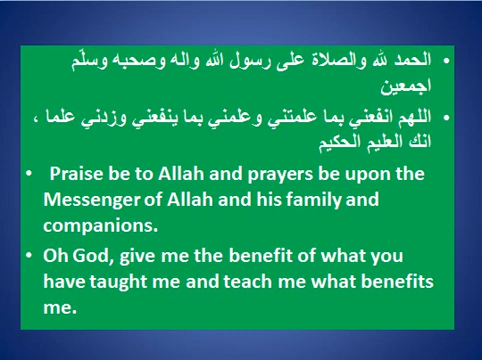 • الحمد لله والصلاة على رسول الله واله وصحبه وسلّم
اجمعين
• اللهم انفعني بما علمتني وعلمني بما ينفعني وزدني علما ،
انك العليم الحكيم
• Praise be to Allah and prayers be upon the
Messenger of Allah and his family and
companions.
• Oh God, give me the benefit of what you
have taught me and teach me what benefits
me.